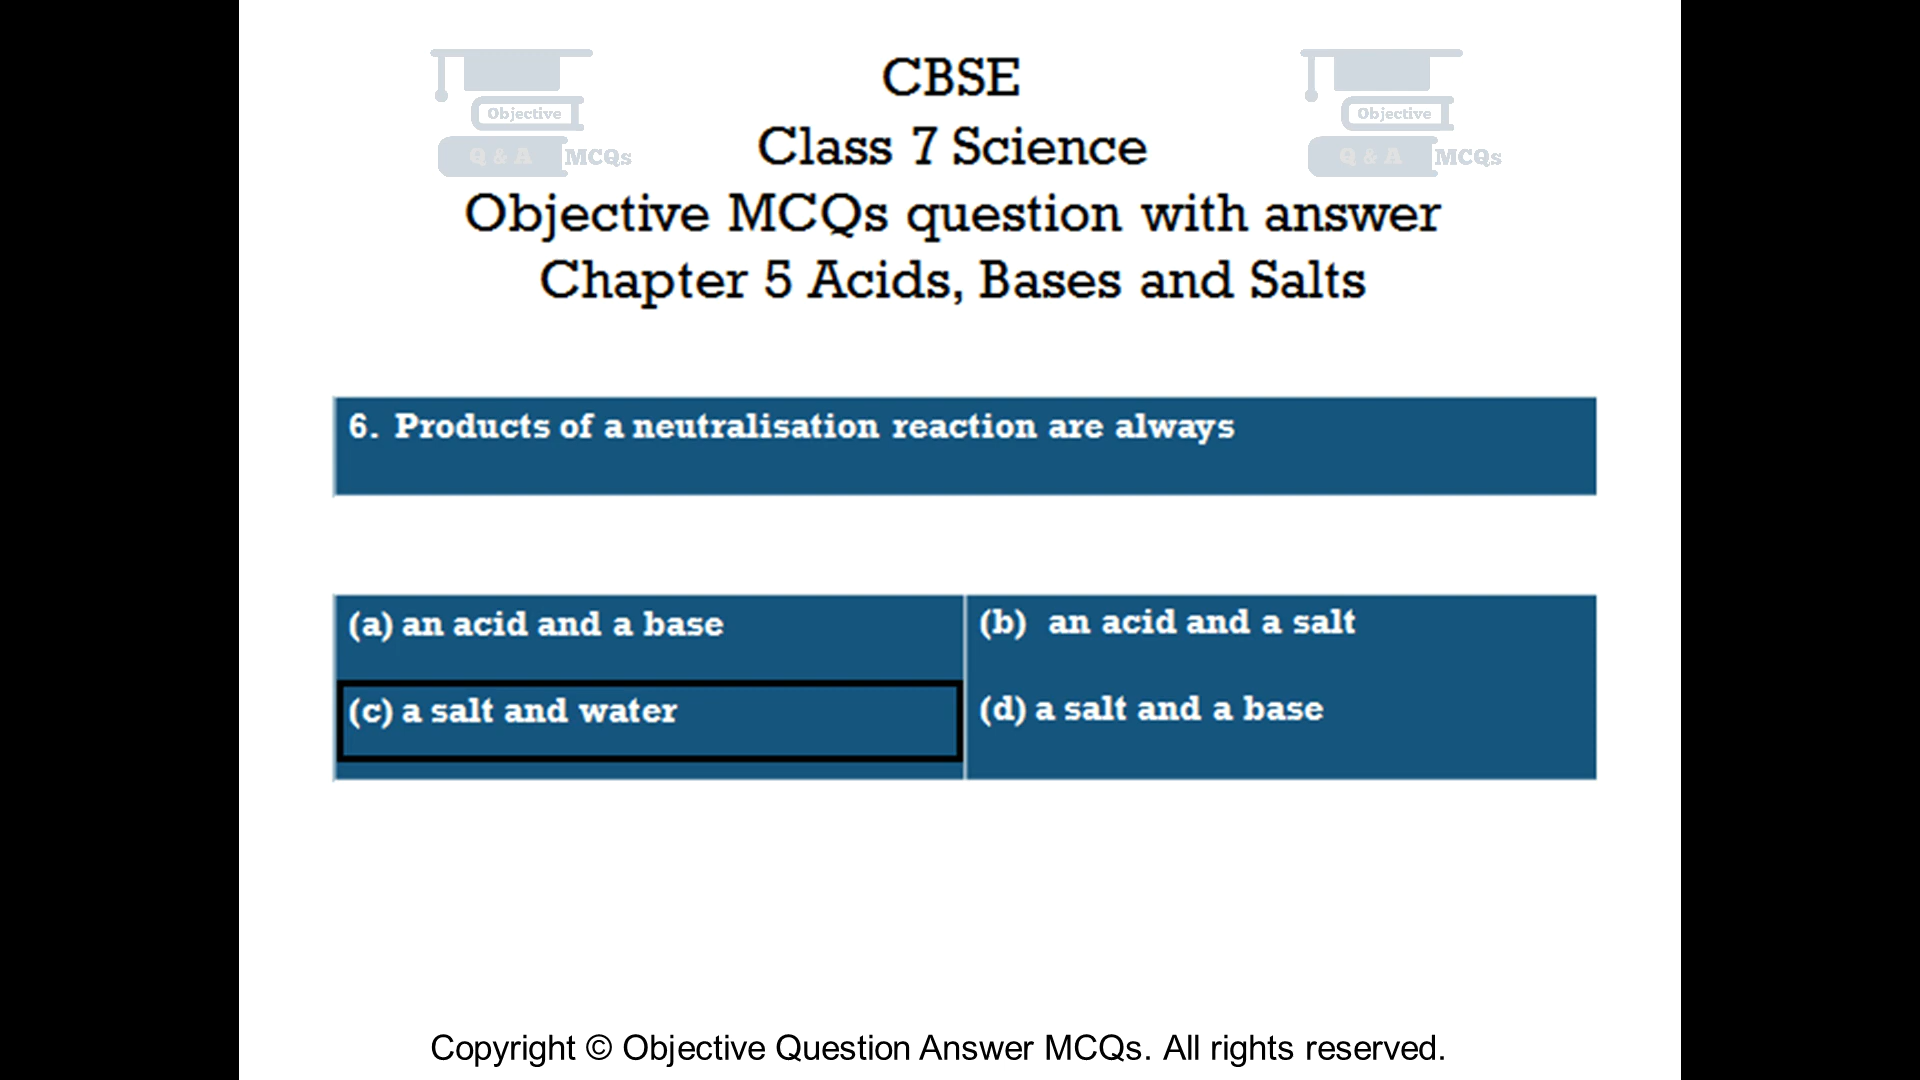 Objective
Q & A MCQs
Objective
Q & A MCQs
CBSE
Class 7 Science
Objective MCQs question with answer
Chapter 5 Acids, Bases and Salts
6. Products of a neutralisation reaction are always
(a) an acid and a base
(b) an acid and a salt
(c) a salt and water
(d) a salt and a base
Copyright © Objective Question Answer MCQs. All rights reserved.